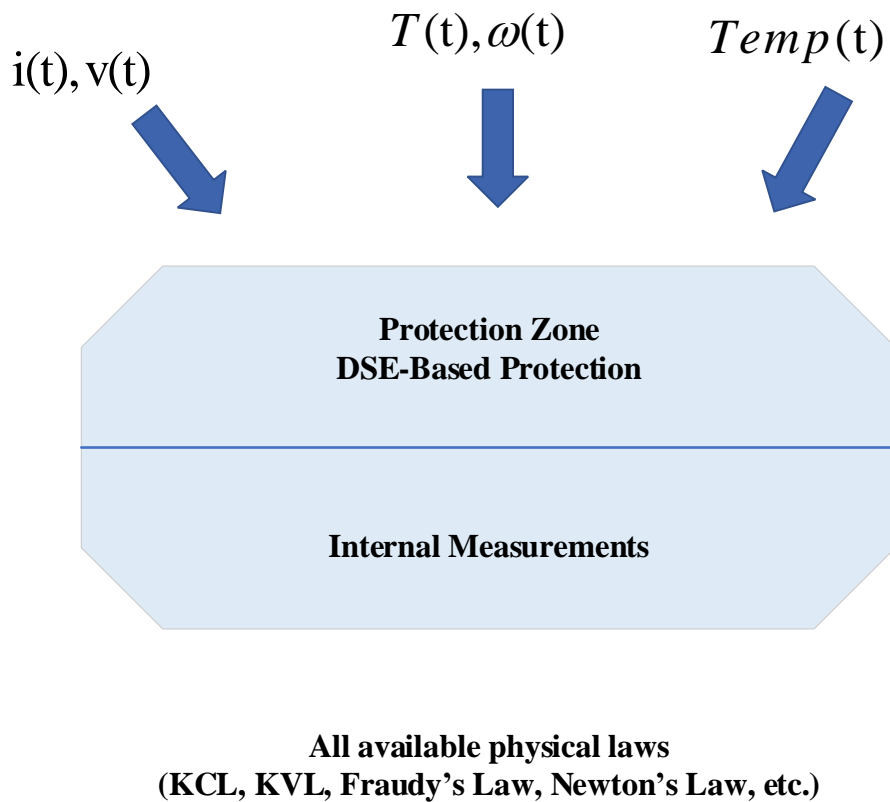 i(t), v(t)
T(t), ω(t)
Temp(t)
Protection Zone
DSE-Based Protection
Internal Measurements
All available physical laws
(KCL, KVL, Fraudy’s Law, Newton’s Law, etc.)